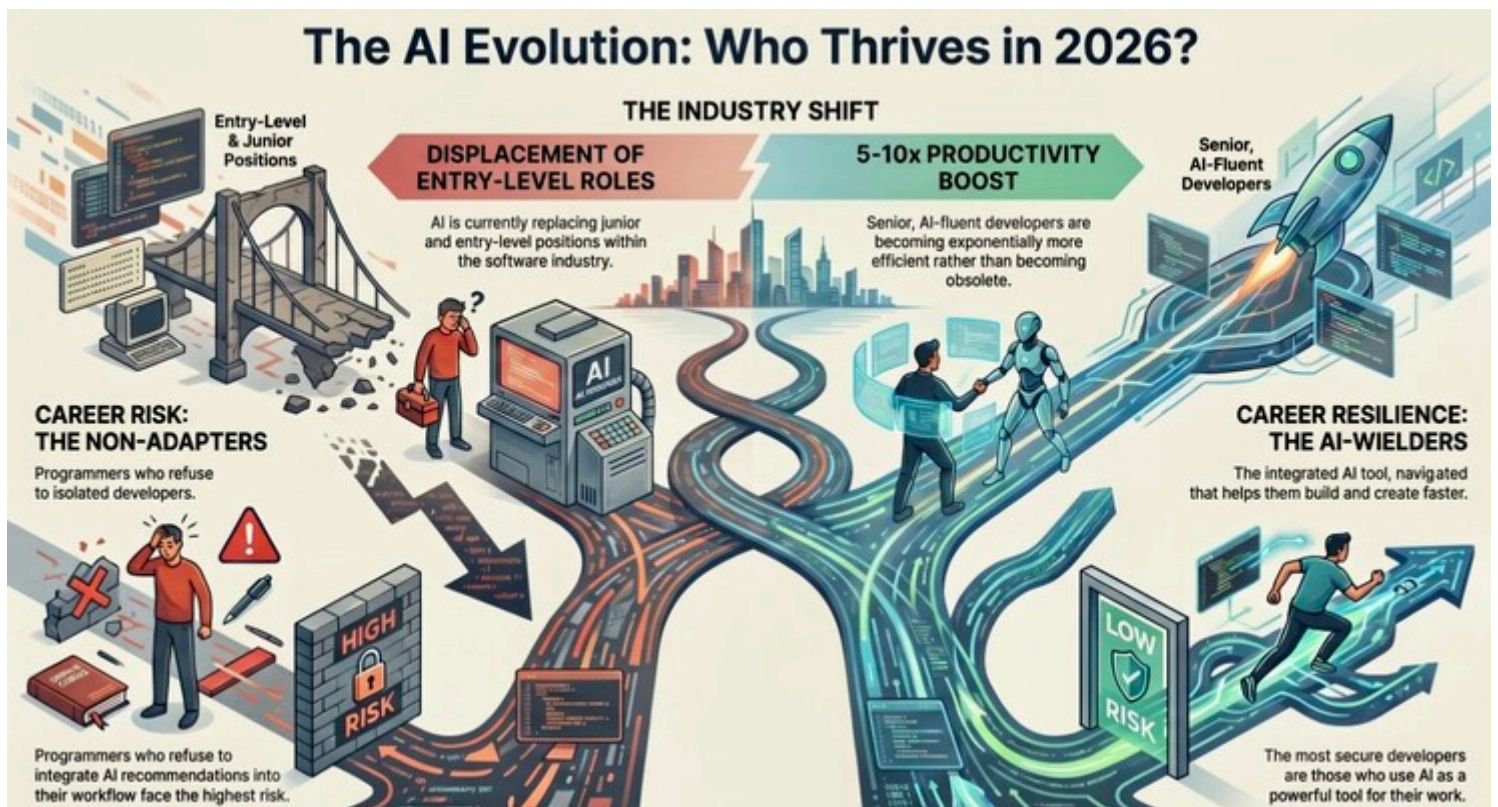 The AI Evolution: Who Thrives in 2026?
THE INDUSTRY SHIFT
Entry-Level
& Junior
Positions
DISPLACEMENT OF
ENTRY-LEVEL ROLES
AI is currently replacing junior
and entry-level positions within
the software industry.
5-10x PRODUCTIVITY
BOOST
Senior, AI-fluent developers are
becoming exponentially more
efficient rather than becoming
obsolete.
Senior,
AI-Fluent
Developers
</>
?
AI
CAREER RISK:
THE NON-ADAPTERS
Programmers who refuse
to isolated developers.
HIGH
RISK
Programmers who refuse to
integrate AI recommendations into
their workflow face the highest risk.
CAREER RESILIENCE:
THE AI-WIELDERS
The integrated AI tool, navigated
that helps them build and create faster.
LOW
RISK
The most secure developers
are those who use AI as a
powerful tool for their work.